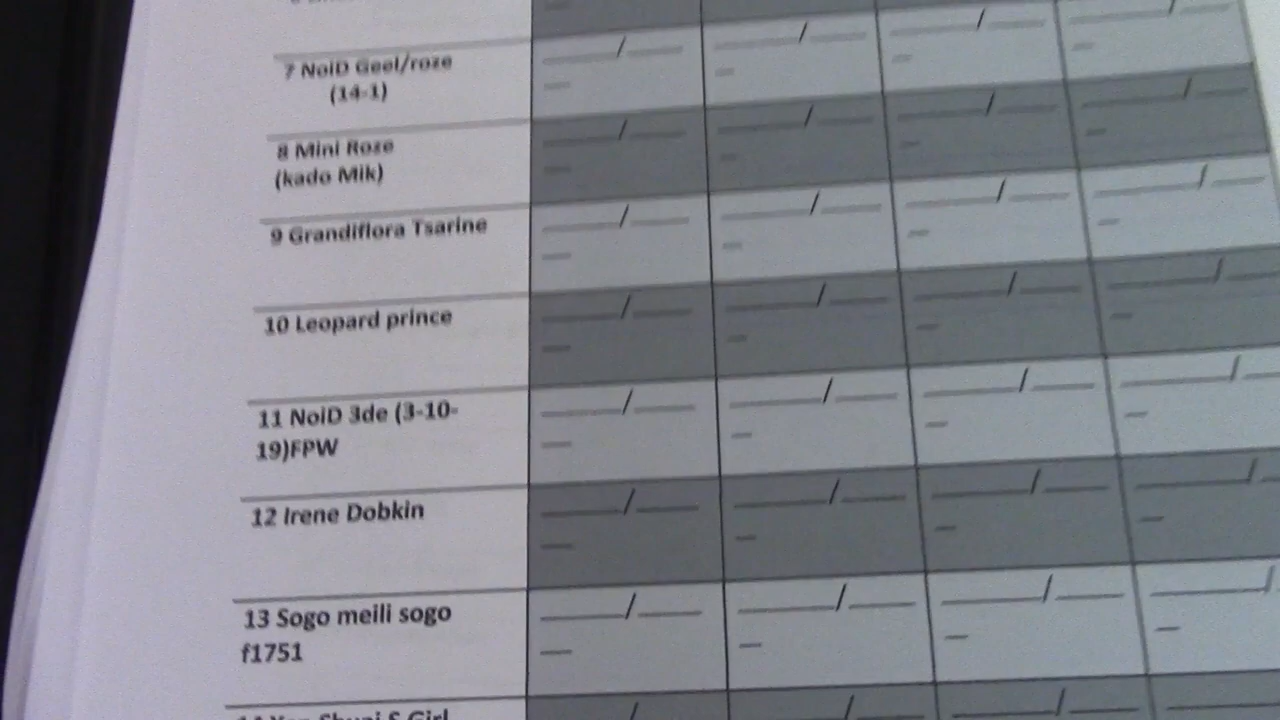 7 NoID Geel/roze
(14-1)
8 Mini Roze
(kado Mik)
9 Grandiflora Tsarine
10 Leopard prince
11 NoID 3de (3-10-
19)FPW
12 Irene Dobkin
13 Sogo meili sogo
f1751